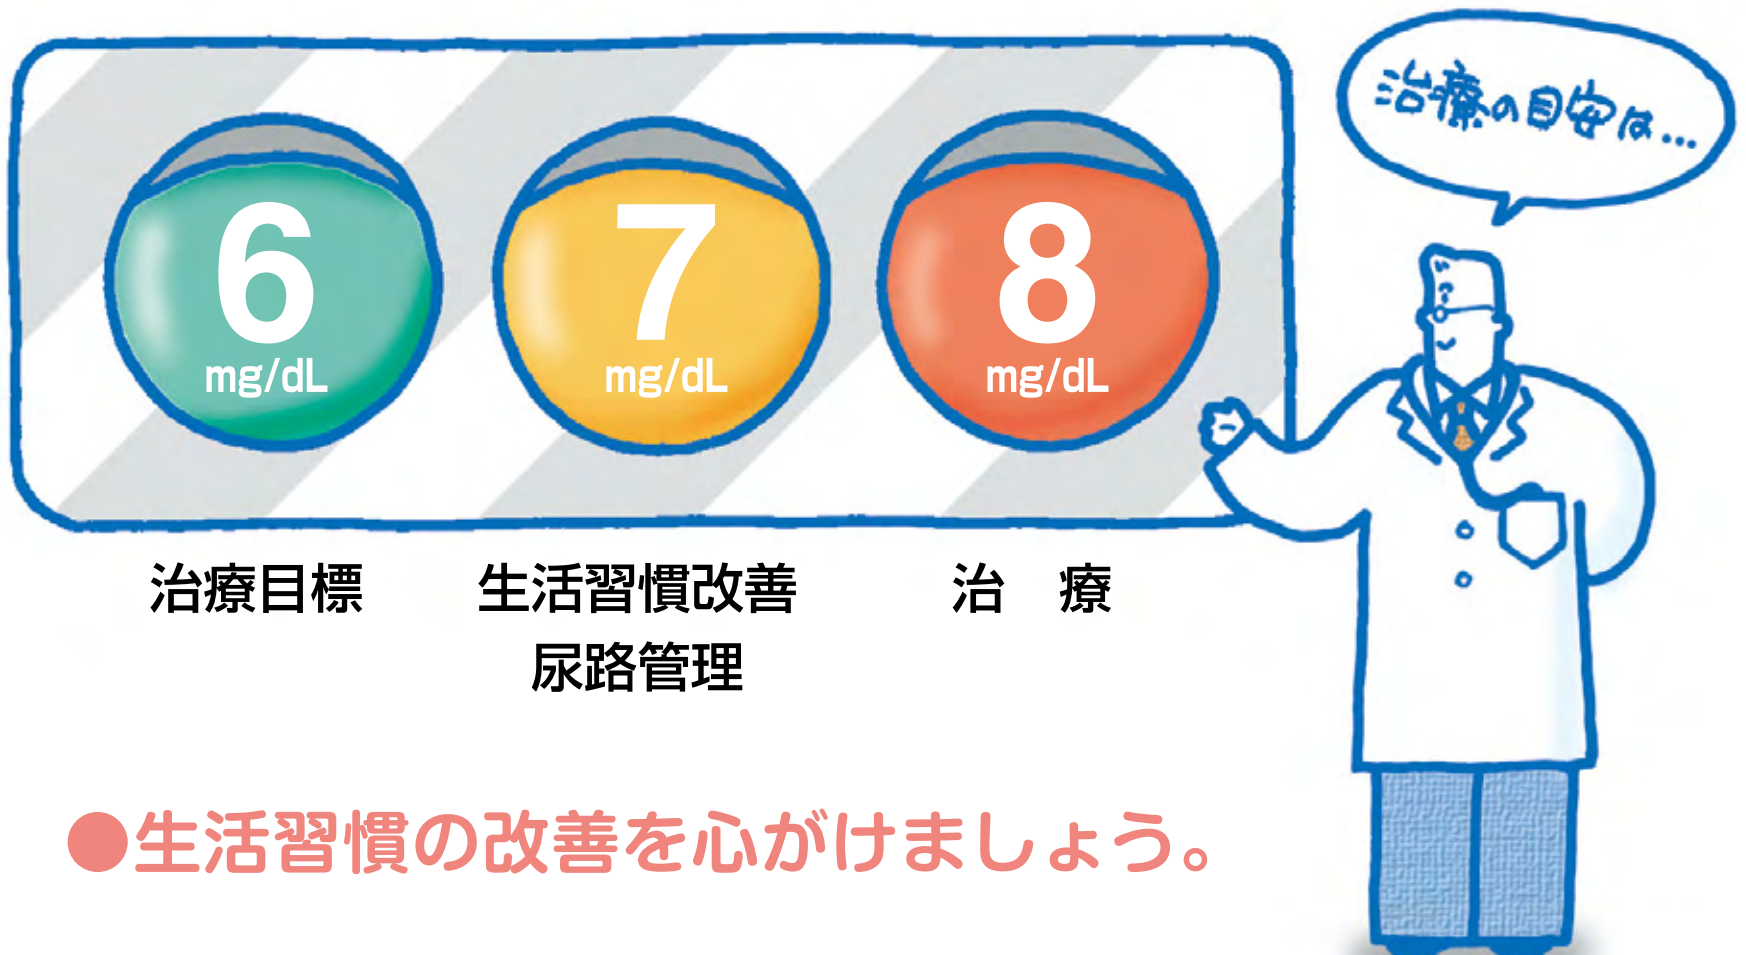 治療の目安は…
6 7 8
mg/dL mg/dL mg/dL
治療目標 生活習慣改善 治　療
尿路管理
●生活習慣の改善を心がけましょう。